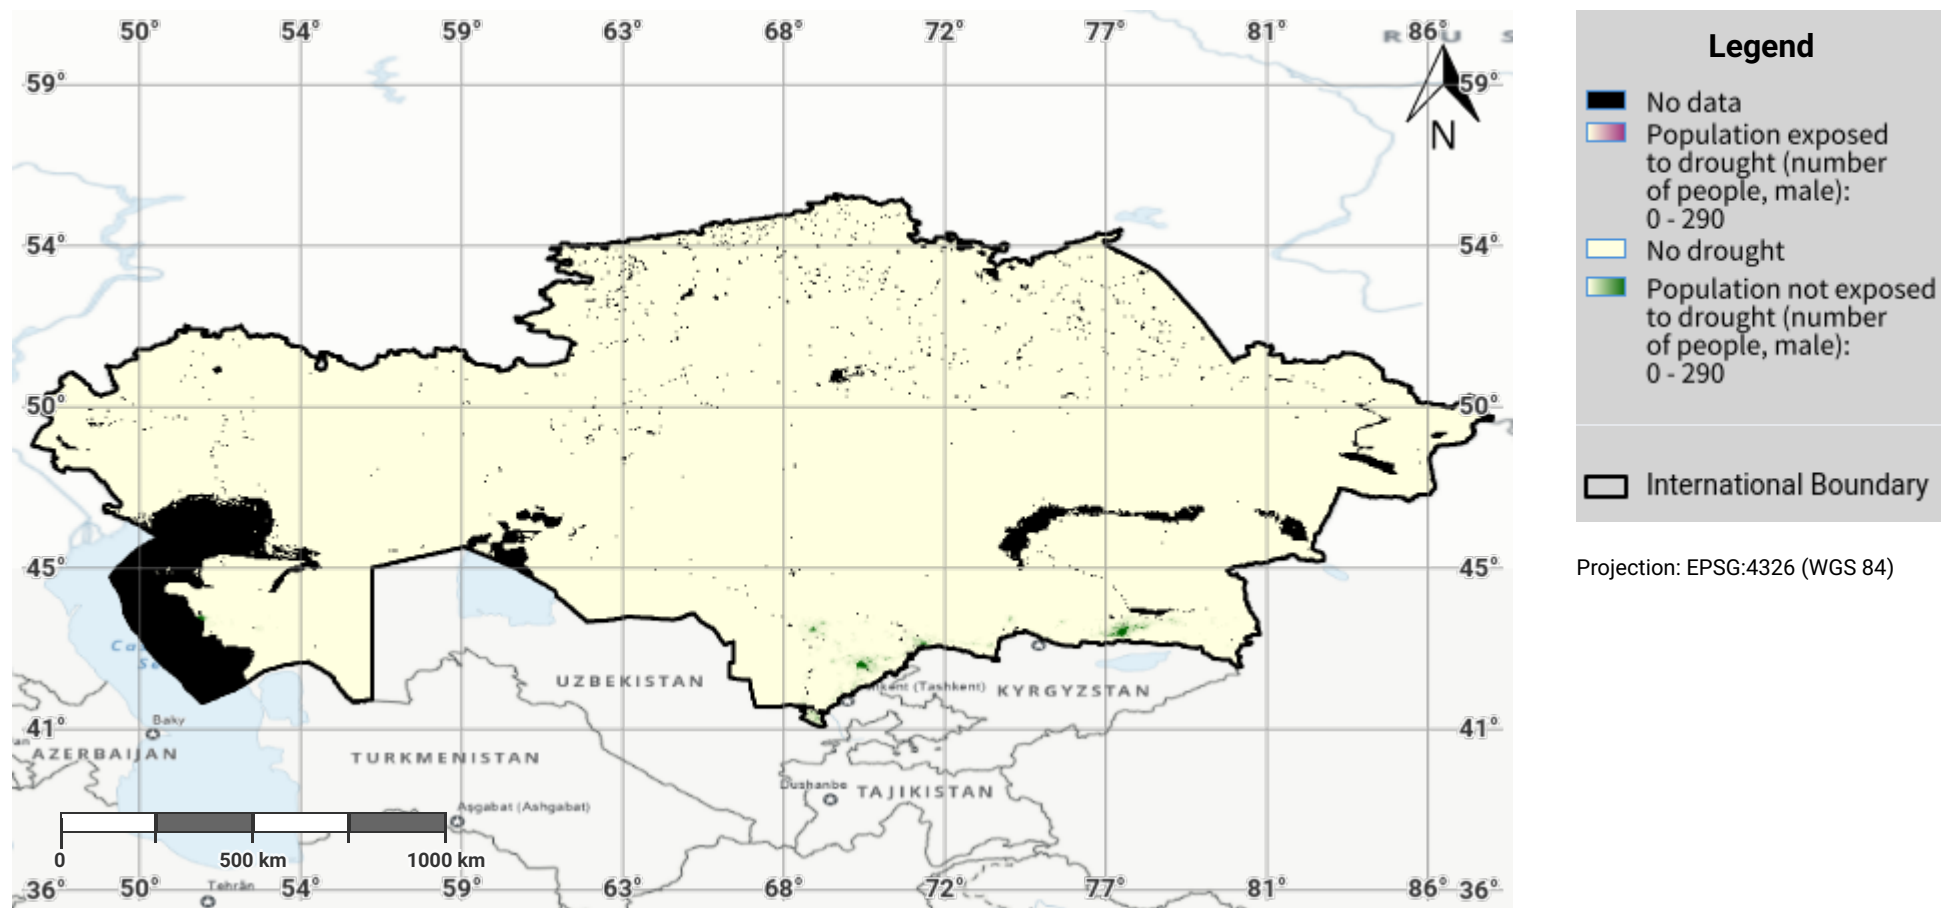 50° 54° 59° 63° 68° 72° 77° 81° 86°
R U S
59° 59°
N
54° 54°
50° 50°
45° 45°
UZBEKISTAN
KYRGYZSTAN
Baky
41° 41°
AZERBAIJAN
TURKMENISTAN
Dushanbe
TAJIKISTAN
Aşgabat (Ashgabat)
0 500 km 1000 km
36° 50° 54° 59° 63° 68° 72° 77° 81° 86° 36°
Tehrān
Legend
No data
Population exposed
to drought (number
of people, male):
0 - 290
No drought
Population not exposed
to drought (number
of people, male):
0 - 290
International Boundary
Projection: EPSG:4326 (WGS 84)